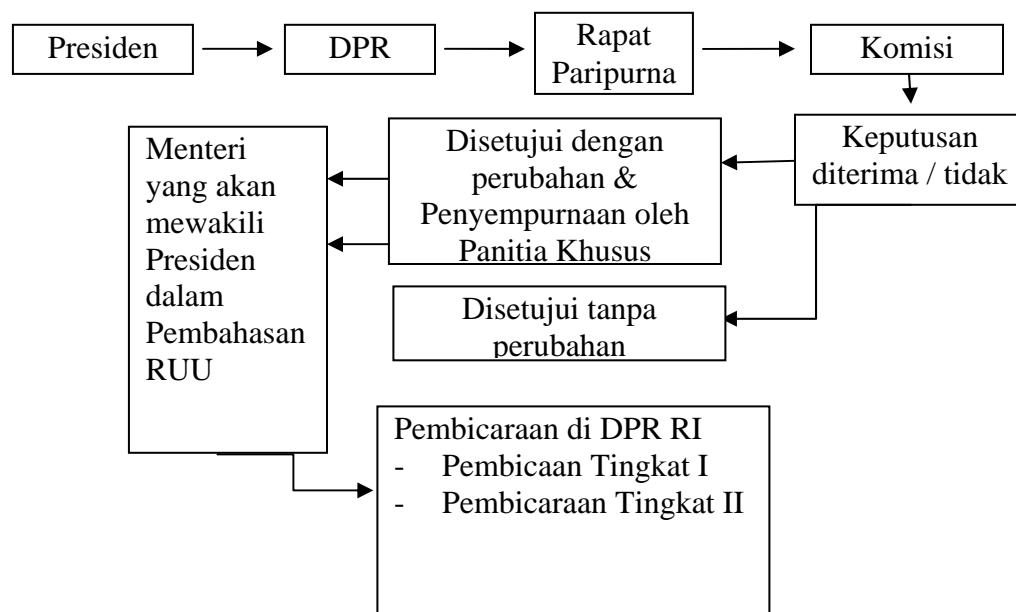 Presiden
DPR
Rapat
Paripurna
Komisi
Keputusan
diterima / tidak
Disetujui dengan
perubahan &
Penyempurnaan oleh
Panitia Khusus
Disetujui tanpa
perubahan
Menteri
yang akan
mewakili
Presiden
dalam
Pembahasan
RUU
Pembicaraan di DPR RI
- Pembicaan Tingkat I
- Pembicaraan Tingkat II